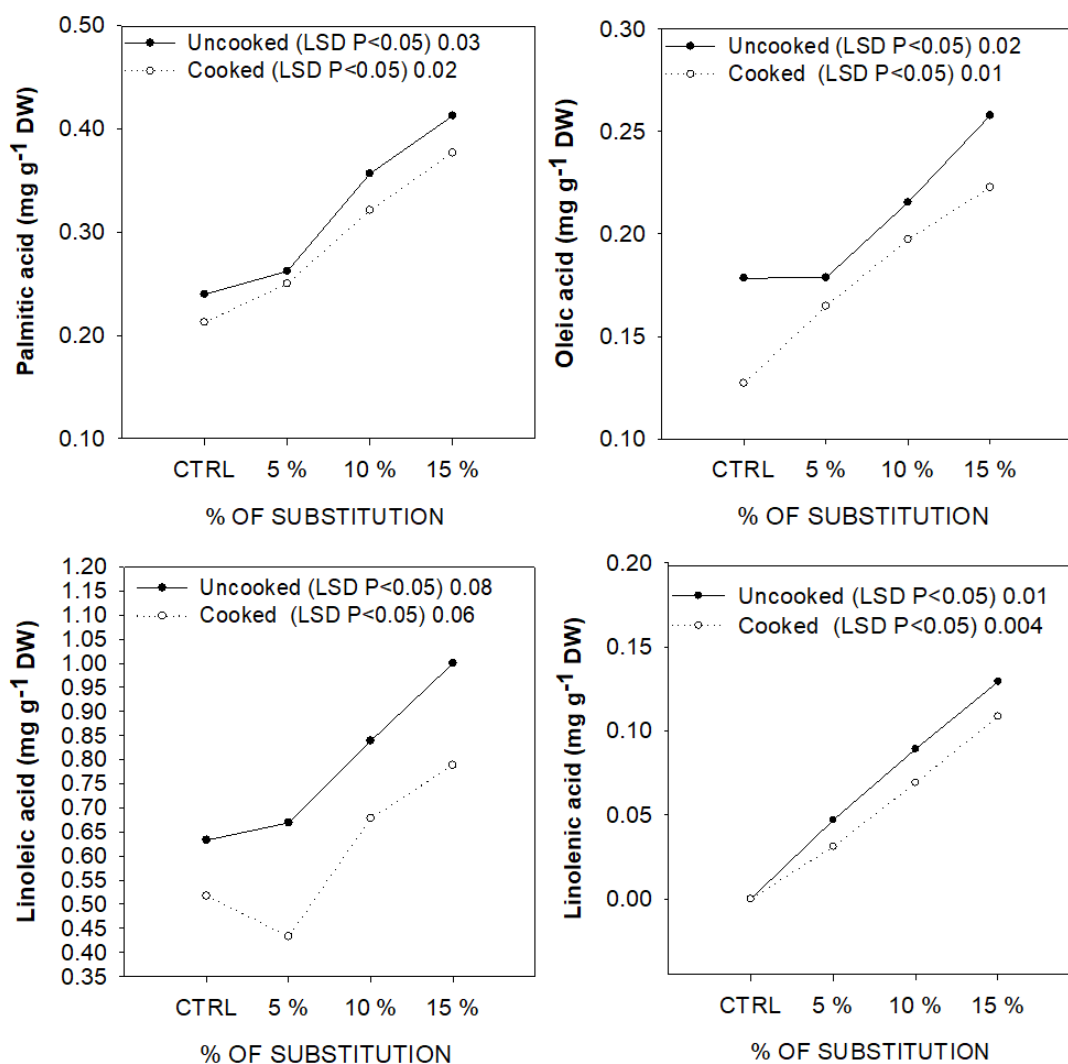 Palmitic acid (mg g⁻¹ DW)
0.50
0.40
0.30
0.20
0.10
Uncooked (LSD P<0.05) 0.03
Cooked (LSD P<0.05) 0.02
CTRL 5 % 10 % 15 %
% OF SUBSTITUTION
Oleic acid (mg g⁻¹ DW)
0.30
0.25
0.20
0.15
0.10
Uncooked (LSD P<0.05) 0.02
Cooked (LSD P<0.05) 0.01
CTRL 5 % 10 % 15 %
% OF SUBSTITUTION
Linoleic acid (mg g⁻¹ DW)
1.20
1.15
1.10
1.05
1.00
0.95
0.90
0.85
0.80
0.75
0.70
0.65
0.60
0.55
0.50
0.45
0.40
0.35
Uncooked (LSD P<0.05) 0.08
Cooked (LSD P<0.05) 0.06
CTRL 5 % 10 % 15 %
% OF SUBSTITUTION
Linolenic acid (mg g⁻¹ DW)
0.20
0.15
0.10
0.05
0.00
Uncooked (LSD P<0.05) 0.01
Cooked (LSD P<0.05) 0.004
CTRL 5 % 10 % 15 %
% OF SUBSTITUTION